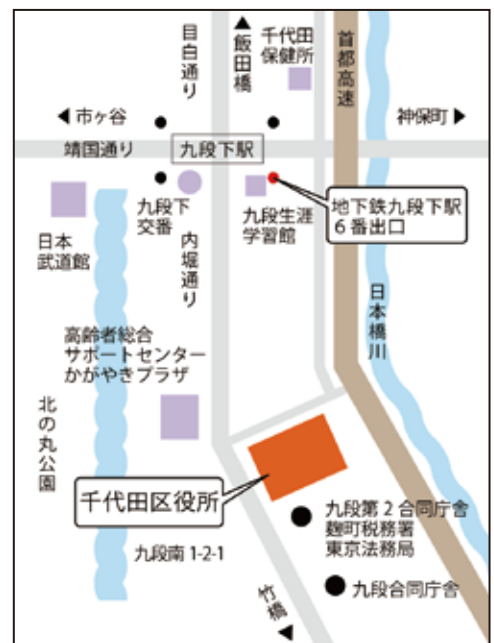 目白通り
▲飯田橋
千代田
保健所
首都高速
◀市ヶ谷
神保町▶
靖国通り
九段下駅
九段下
交番
九段生涯
学習館
地下鉄九段下駅
6番出口
日本
武道館
内堀通り
日本橋川
高齢者総合
サポートセンター
かがやきプラザ
北の丸公園
千代田区役所
九段第2合同庁舎
麹町税務署
東京法務局
九段南1-2-1
九段合同庁舎
竹橋◀